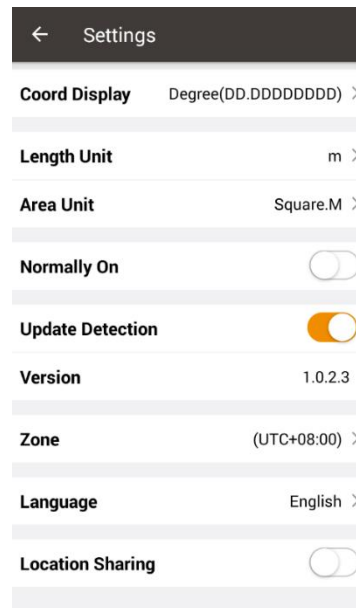 Settings
Coord Display Degree(DD.DDDDDDDD)
Length Unit m
Area Unit Square.M
Normally On
Update Detection
Version 1.0.2.3
Zone (UTC+08:00)
Language English
Location Sharing